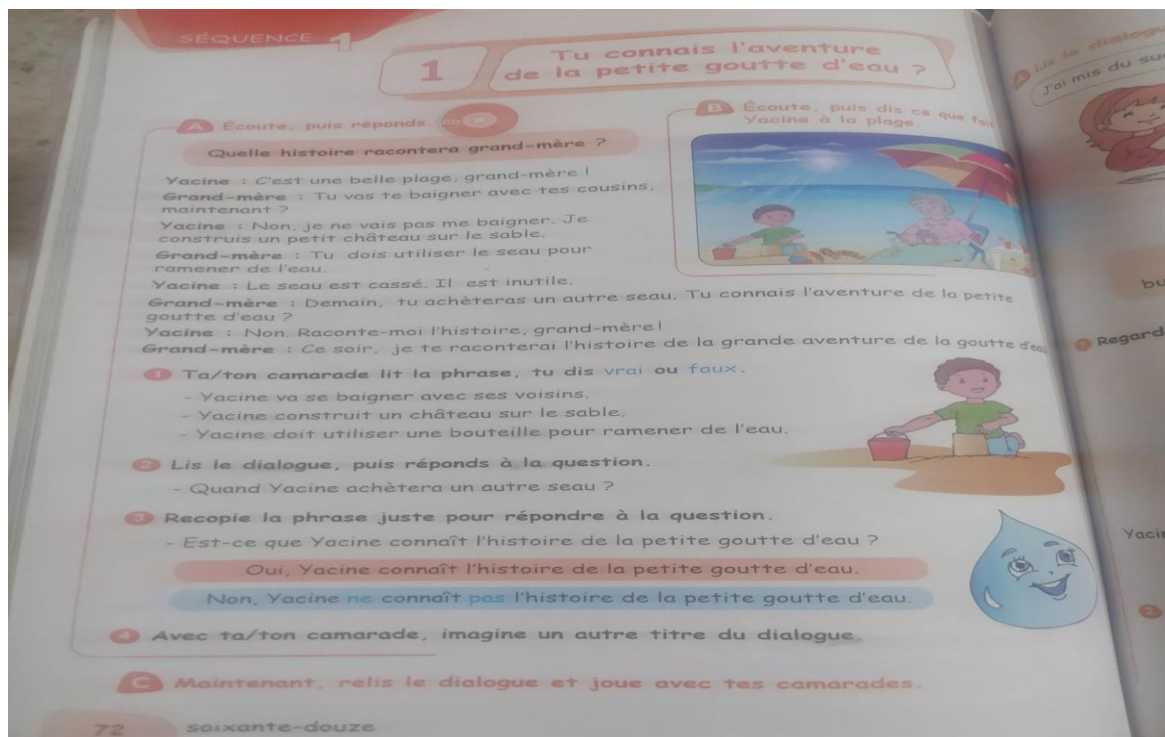 SÉQUENCE 1
1
Tu connais l'aventure
de la petite goutte d'eau ?
A Écoute, puis réponds.
Quelle histoire racontera grand-mère ?
Yacine : C'est une belle plage, grand-mère !
Grand-mère : Tu vas te baigner avec tes cousins,
maintenant ?
Yacine : Non, je ne vais pas me baigner. Je
construis un petit château sur le sable.
Grand-mère : Tu dois utiliser le seau pour
ramener de l'eau.
Yacine : Le seau est cassé. Il est inutile.
Grand-mère : Demain, tu achèteras un autre seau. Tu connais l'aventure de la petite
goutte d'eau ?
Yacine : Non. Raconte-moi l'histoire, grand-mère!
Grand-mère : Ce soir, je te raconterai l'histoire de la grande aventure de la goutte d'eau
B Écoute, puis dis ce que fait
Yacine à la plage.
1 Ta/ton camarade lit la phrase, tu dis vrai ou faux.
- Yacine va se baigner avec ses voisins.
- Yacine construit un château sur le sable.
- Yacine doit utiliser une bouteille pour ramener de l'eau.
2 Lis le dialogue, puis réponds à la question.
- Quand Yacine achètera un autre seau ?
3 Recopie la phrase juste pour répondre à la question.
- Est-ce que Yacine connaît l'histoire de la petite goutte d'eau ?
Oui, Yacine connaît l'histoire de la petite goutte d'eau.
Non, Yacine ne connaît pas l'histoire de la petite goutte d'eau.
4 Avec ta/ton camarade, imagine un autre titre du dialogue.
C Maintenant, relis le dialogue et joue avec tes camarades.
72 soixante-douze
A Lis le dialogu
J'ai mis du su
bu
1 Regard
Yacin
2